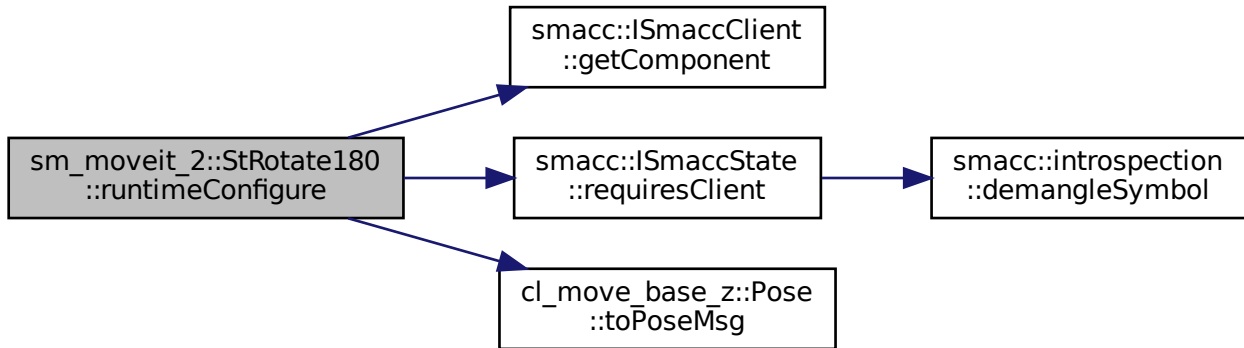 smacc::ISmaccClient
::getComponent
sm_moveit_2::StRotate180
::runtimeConfigure
smacc::ISmaccState
::requiresClient
smacc::introspection
::demangleSymbol
cl_move_base_z::Pose
::toPoseMsg